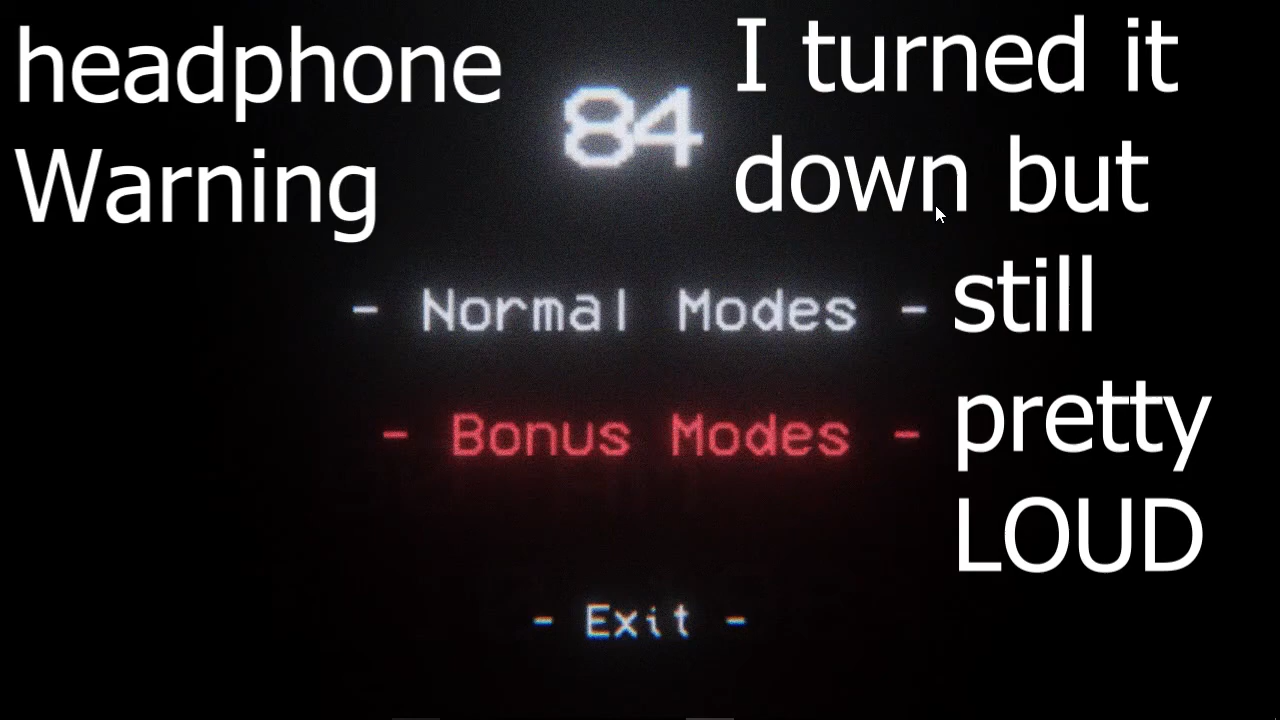 headphone
Warning
84
I turned it
down but
still
pretty
LOUD
- Normal Modes -
- Bonus Modes -
- Exit -